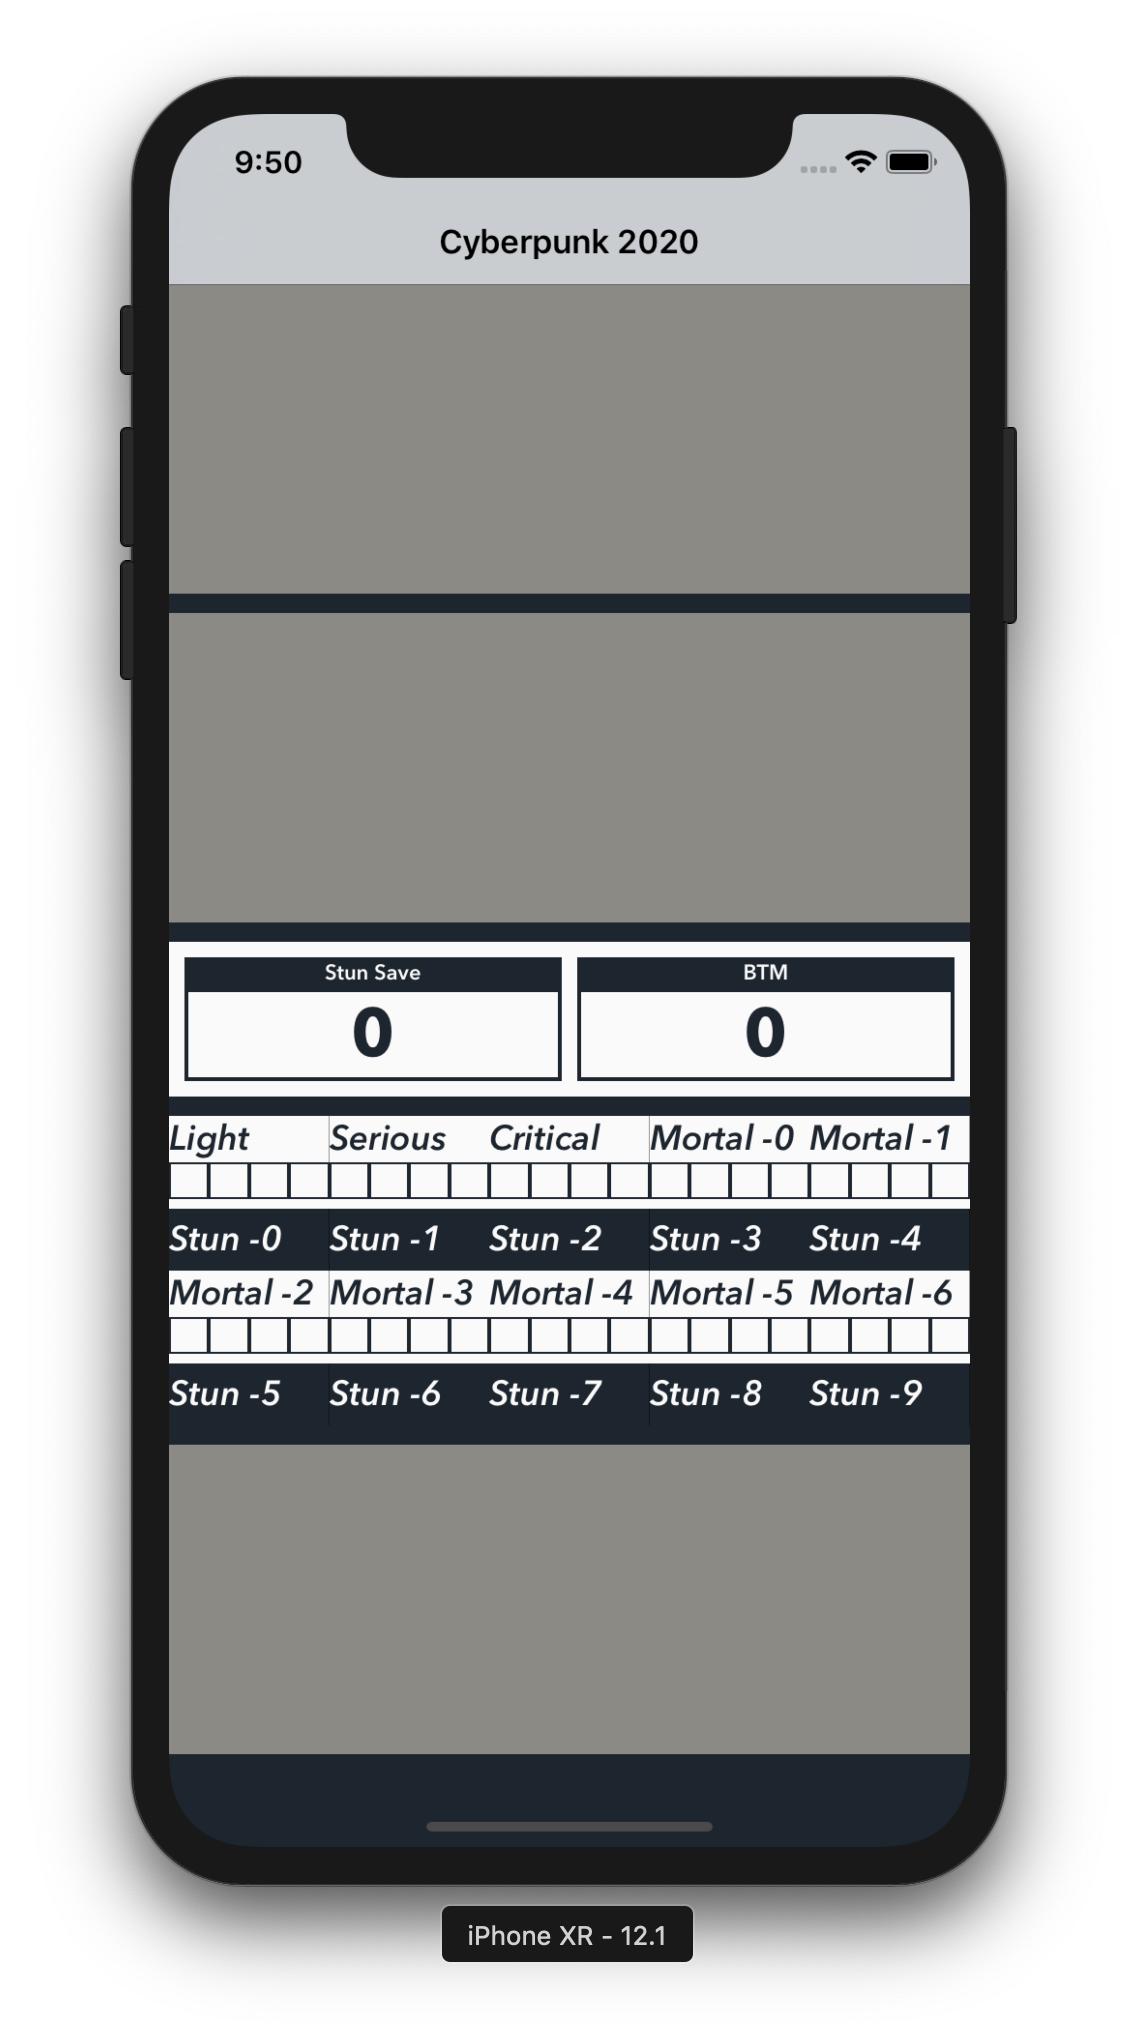 9:50
Cyberpunk 2020
Stun Save BTM
0 0
Light Serious Critical Mortal -0 Mortal -1
Stun -0 Stun -1 Stun -2 Stun -3 Stun -4
Mortal -2 Mortal -3 Mortal -4 Mortal -5 Mortal -6
Stun -5 Stun -6 Stun -7 Stun -8 Stun -9
iPhone XR - 12.1